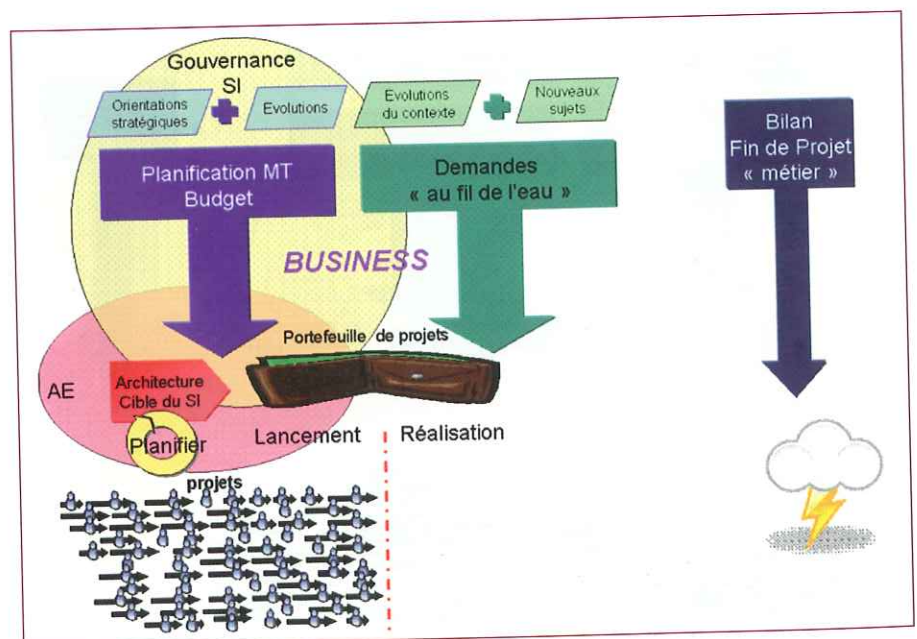 Gouvernance
SI
Orientations
stratégiques
Evolutions
Evolutions
du contexte
Nouveaux
sujets
Planification MT
Budget
Demandes
« au fil de l'eau »
Bilan
Fin de Projet
« métier »
BUSINESS
Portefeuille de projets
AE
Architecture
Cible du SI
Planifier
Lancement
Réalisation
projets